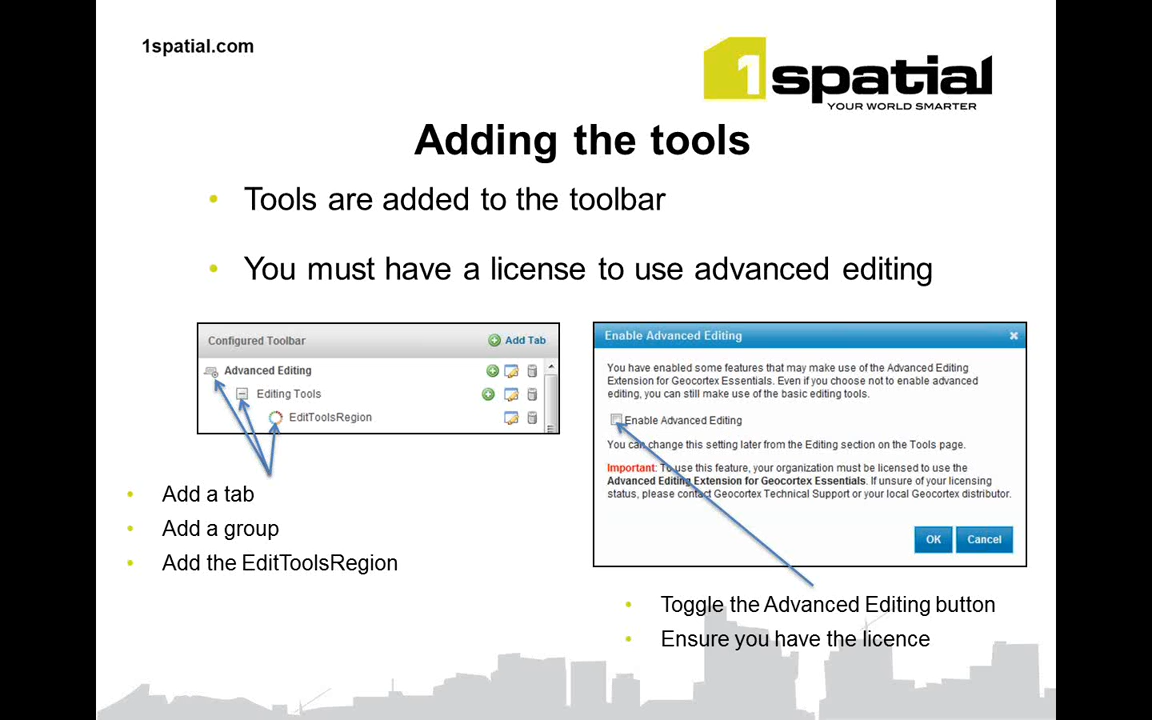 1spatial.com
1spatial
YOUR WORLD SMARTER
Adding the tools
• Tools are added to the toolbar
• You must have a license to use advanced editing
Configured Toolbar
Add Tab
Advanced Editing
Editing Tools
EditToolsRegion
• Add a tab
• Add a group
• Add the EditToolsRegion
Enable Advanced Editing
You have enabled some features that may make use of the Advanced Editing
Extension for Geocortex Essentials. Even if you choose not to enable advanced
editing, you can still make use of the basic editing tools.
Enable Advanced Editing
You can change this setting later from the Editing section on the Tools page.
Important: To use this feature, your organization must be licensed to use the
Advanced Editing Extension for Geocortex Essentials. If unsure of your licensing
status, please contact Geocortex Technical Support or your local Geocortex distributor.
OK
Cancel
• Toggle the Advanced Editing button
• Ensure you have the licence